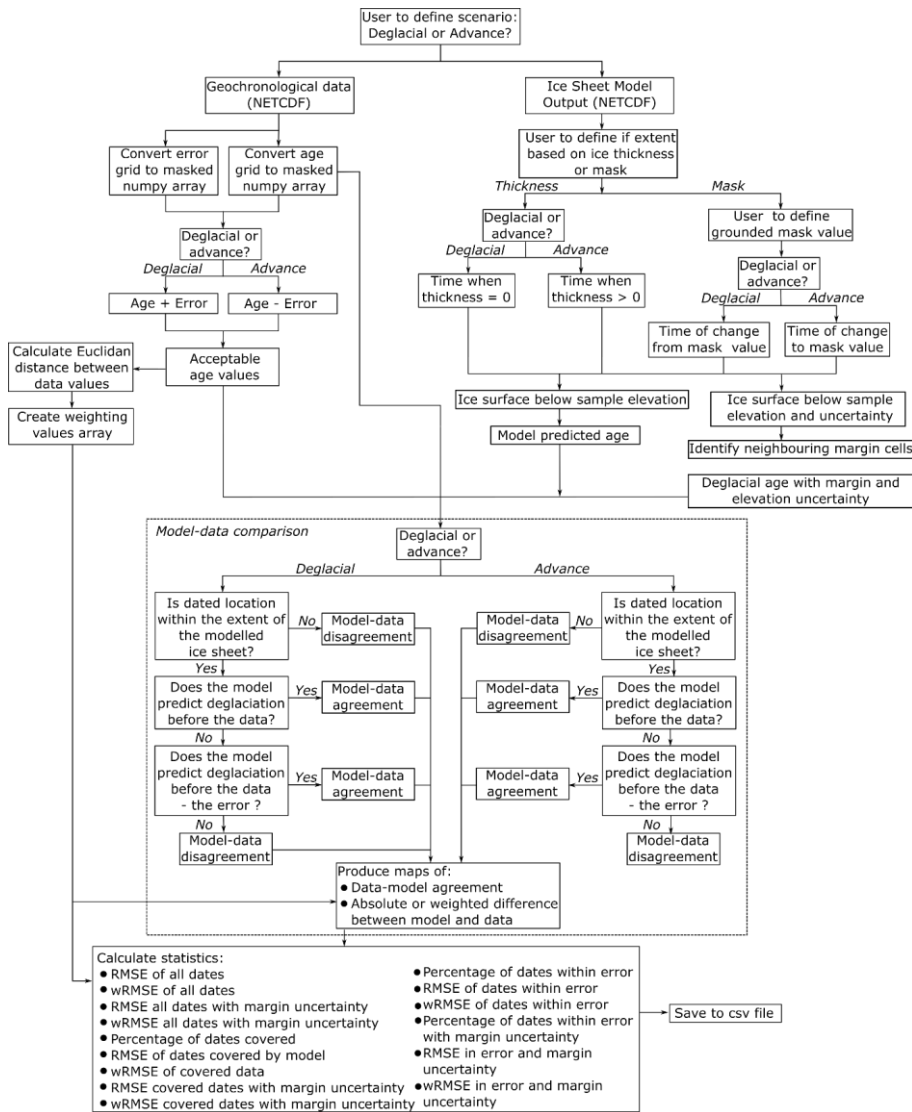 User to define scenario:
Deglacial or Advance?
Geochronological data
(NETCDF)
Ice Sheet Model
Output (NETCDF)
Convert error
grid to masked
numpy array
Convert age
grid to masked
numpy array
User to define if extent
based on ice thickness
or mask
Thickness
Mask
Deglacial or
advance?
Deglacial
Advance
Age + Error
Age - Error
Acceptable
age values
Calculate Euclidan
distance between
data values
Create weighting
values array
Deglacial or
advance?
Deglacial
Advance
Time when
thickness = 0
Time when
thickness > 0
User to define
grounded mask value
Deglacial or
advance?
Deglacial
Advance
Time of change
from mask value
Time of change
to mask value
Ice surface below sample elevation
Model predicted age
Ice surface below sample
elevation and uncertainty
Identify neighbouring margin cells
Deglacial age with margin and
elevation uncertainty
Model-data comparison
Deglacial or
advance?
Deglacial
Advance
Is dated location
within the extent of
the modelled
ice sheet?
No
Model-data
disagreement
Yes
Does the model
predict deglaciation
before the data?
Yes
Model-data
agreement
No
Does the model
predict deglaciation
before the data
- the error ?
Yes
Model-data
agreement
No
Model-data
disagreement
Is dated location
within the extent of
the modelled
ice sheet?
No
Model-data
disagreement
Yes
Does the model
predict deglaciation
before the data?
Yes
Model-data
agreement
No
Does the model
predict deglaciation
before the data
- the error ?
Yes
Model-data
agreement
No
Model-data
disagreement
Produce maps of:
● Data-model agreement
● Absolute or weighted difference
between model and data
Calculate statistics:
● RMSE of all dates
● wRMSE of all dates
● RMSE all dates with margin uncertainty
● wRMSE all dates with margin uncertainty
● Percentage of dates covered
● RMSE of dates covered by model
● wRMSE of covered data
● RMSE covered dates with margin uncertainty
● wRMSE covered dates with margin uncertainty
● Percentage of dates within error
● RMSE of dates within error
● wRMSE of dates within error
● Percentage of dates within error
with margin uncertainty
● RMSE in error and margin
uncertainty
● wRMSE in error and margin
uncertainty
Save to csv file